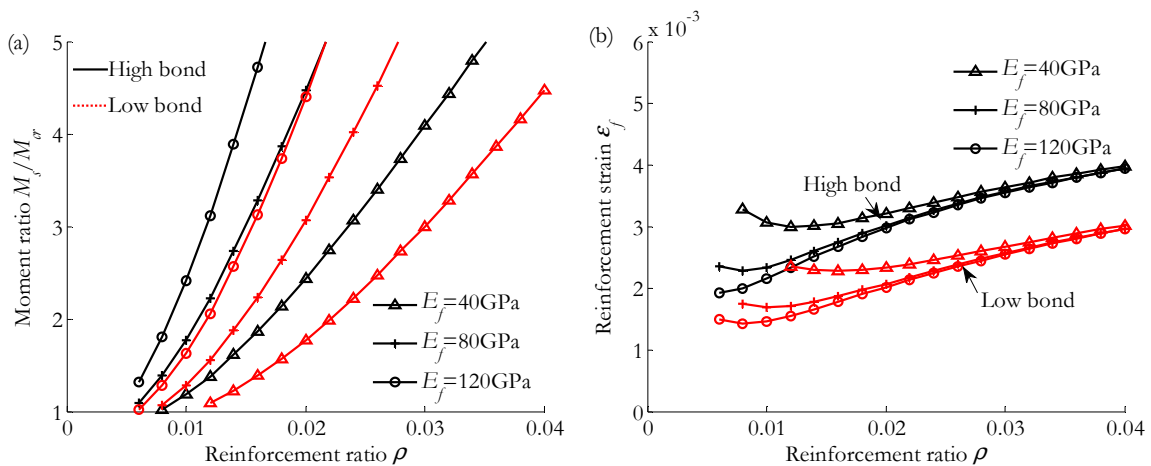 (a)
5
4
3
2
1
0
0.01
0.02
0.03
0.04
Moment ratio M_s/M_cr
Reinforcement ratio ρ
High bond
Low bond
E_f=40GPa
E_f=80GPa
E_f=120GPa
(b)
6 x 10^-3
5
4
3
2
1
0
0
0.01
0.02
0.03
0.04
Reinforcement strain ε_f
Reinforcement ratio ρ
E_f=40GPa
E_f=80GPa
E_f=120GPa
High bond
Low bond